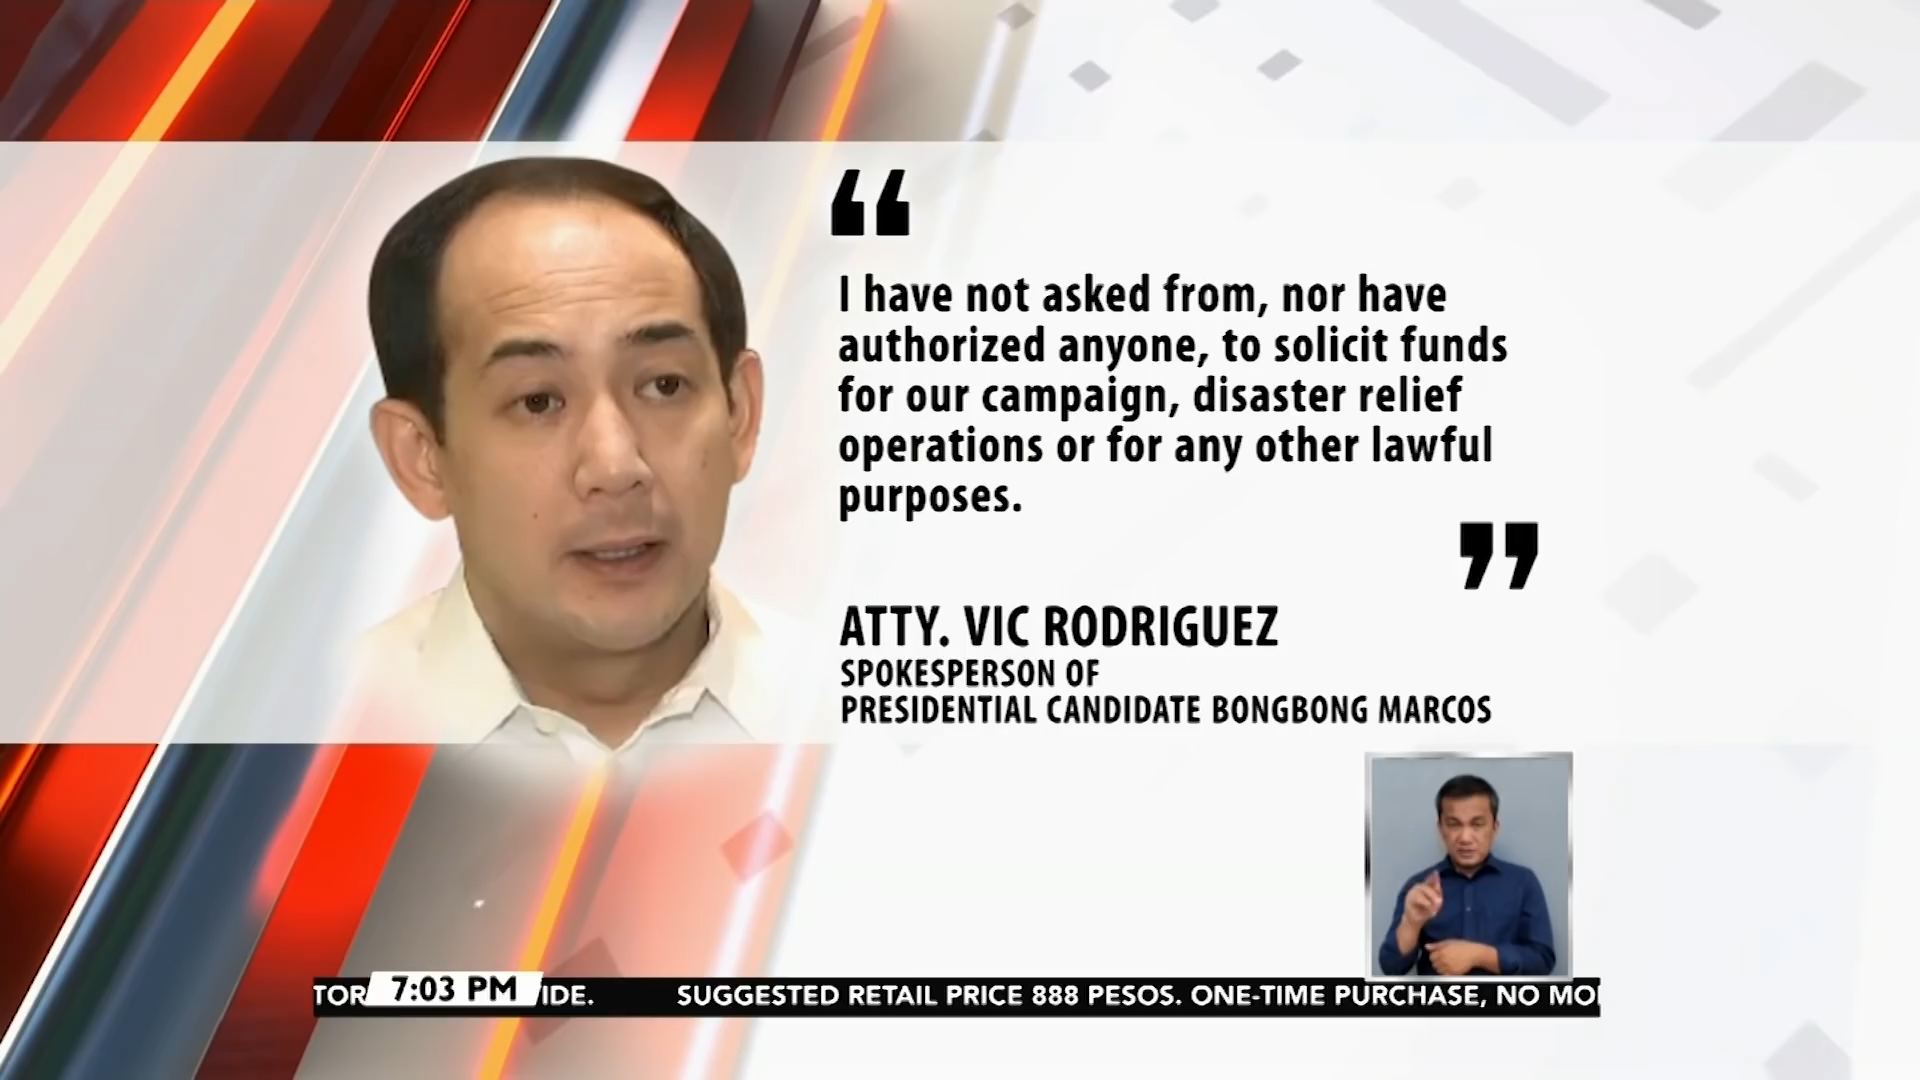 “
I have not asked from, nor have
authorized anyone, to solicit funds
for our campaign, disaster relief
operations or for any other lawful
purposes.
”
ATTY. VIC RODRIGUEZ
SPOKESPERSON OF
PRESIDENTIAL CANDIDATE BONGBONG MARCOS
TOR 7:03 PM IDE. SUGGESTED RETAIL PRICE 888 PESOS. ONE-TIME PURCHASE, NO MO